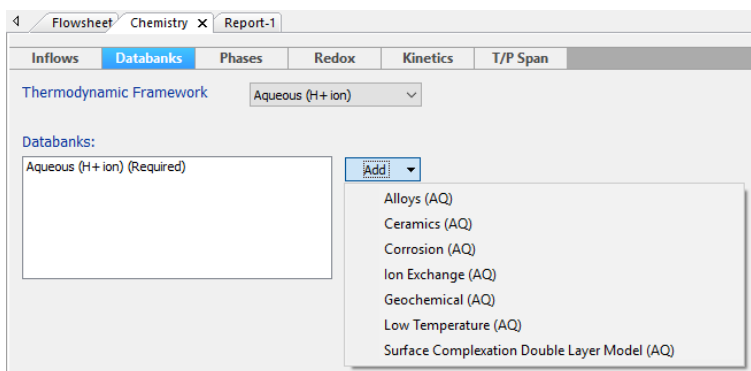 Flowsheet Chemistry X Report-1
Inflows Databanks Phases Redox Kinetics T/P Span
Thermodynamic Framework Aqueous (H+ ion)
Databanks:
Aqueous (H+ ion) (Required)
Add
Alloys (AQ)
Ceramics (AQ)
Corrosion (AQ)
Ion Exchange (AQ)
Geochemical (AQ)
Low Temperature (AQ)
Surface Complexation Double Layer Model (AQ)